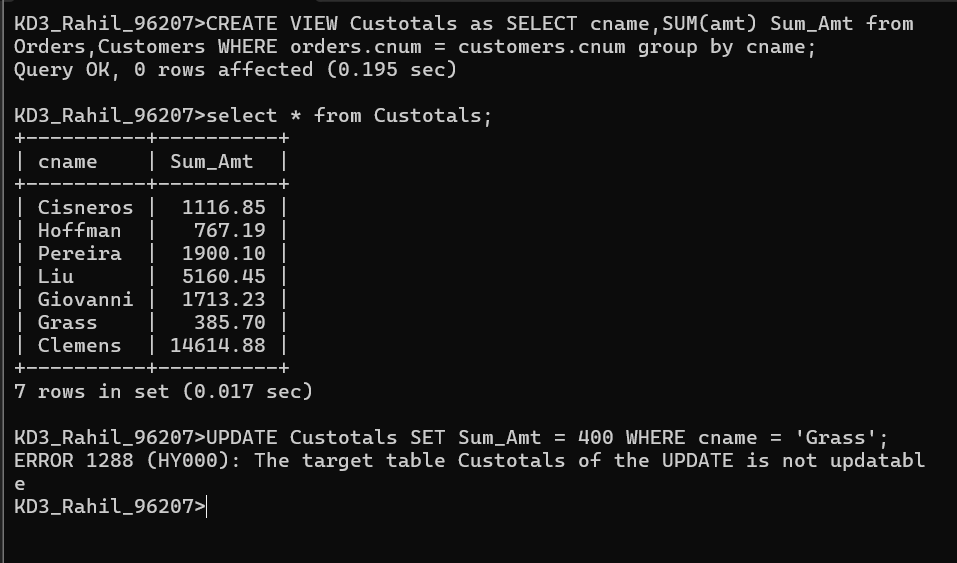 KD3_Rahil_96207>CREATE VIEW Custotals as SELECT cname,SUM(amt) Sum_Amt from
Orders,Customers WHERE orders.cnum = customers.cnum group by cname;
Query OK, 0 rows affected (0.195 sec)
KD3_Rahil_96207>select * from Custotals;
+----------+----------+
| cname    | Sum_Amt  |
+----------+----------+
| Cisneros |  1116.85 |
| Hoffman  |   767.19 |
| Pereira  |  1900.10 |
| Liu      |  5160.45 |
| Giovanni |  1713.23 |
| Grass    |   385.70 |
| Clemens  | 14614.88 |
+----------+----------+
7 rows in set (0.017 sec)
KD3_Rahil_96207>UPDATE Custotals SET Sum_Amt = 400 WHERE cname = 'Grass';
ERROR 1288 (HY000): The target table Custotals of the UPDATE is not updatabl
e
KD3_Rahil_96207>